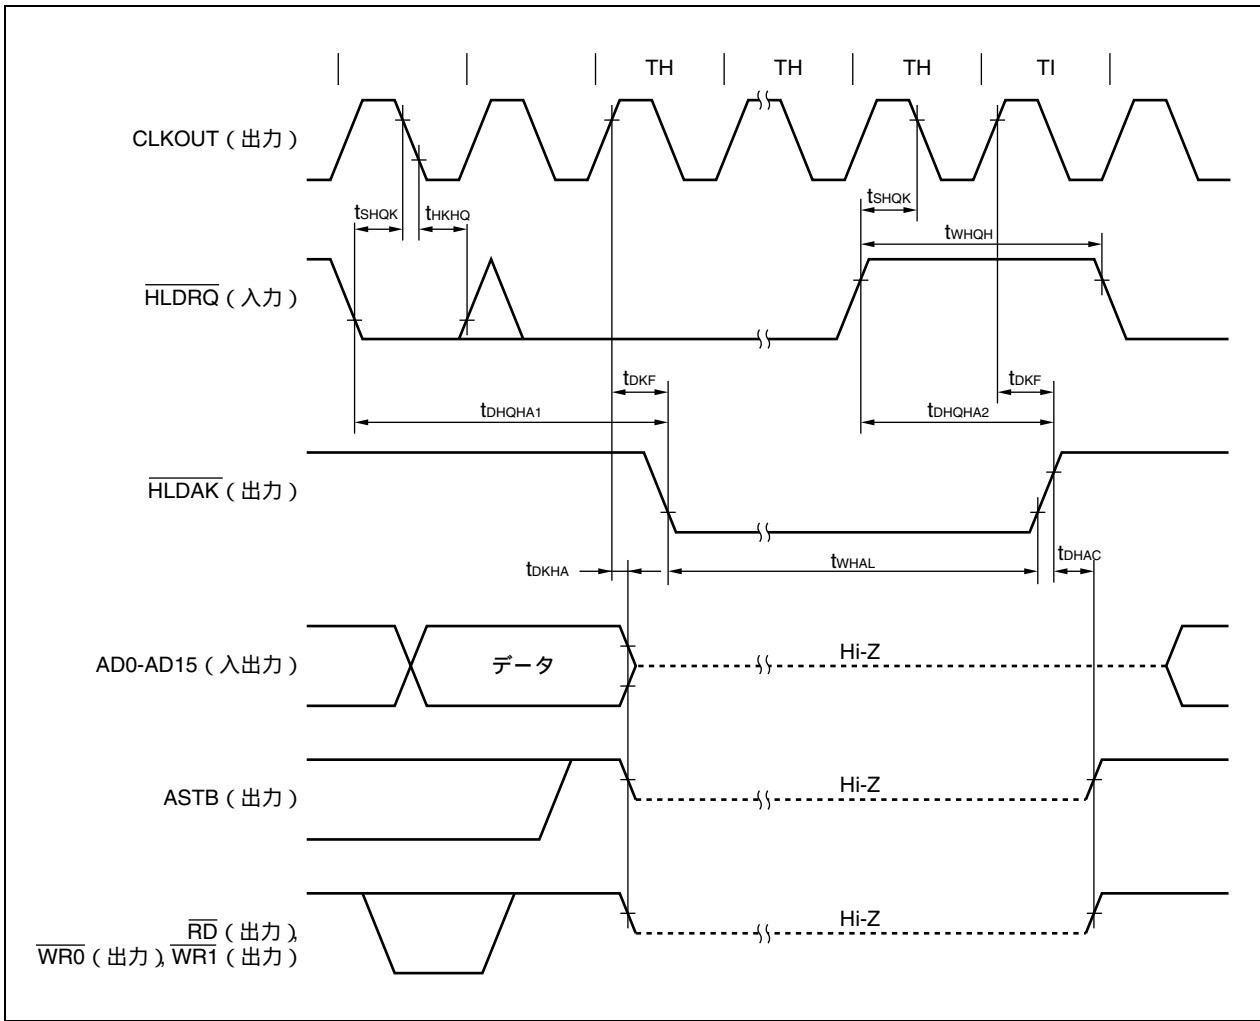 TH TH TH TI
CLKOUT（出力）
tSHQK tHKHQ tSHQK
tWHQH
HLDRQ（入力）
tDKF tDKF
tDHQHA1 tDHQHA2
HLDAK（出力）
tDKHA tWHAL tDHAC
AD0-AD15（入出力） データ Hi-Z
ASTB（出力） Hi-Z
RD（出力）, Hi-Z
WR0（出力）, WR1（出力）